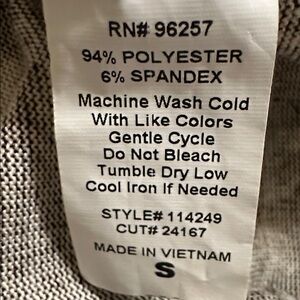 RN# 96257
94% POLYESTER
6% SPANDEX
Machine Wash Cold
With Like Colors
Gentle Cycle
Do Not Bleach
Tumble Dry Low
Cool Iron If Needed
STYLE# 114249
CUT# 24167
MADE IN VIETNAM
S